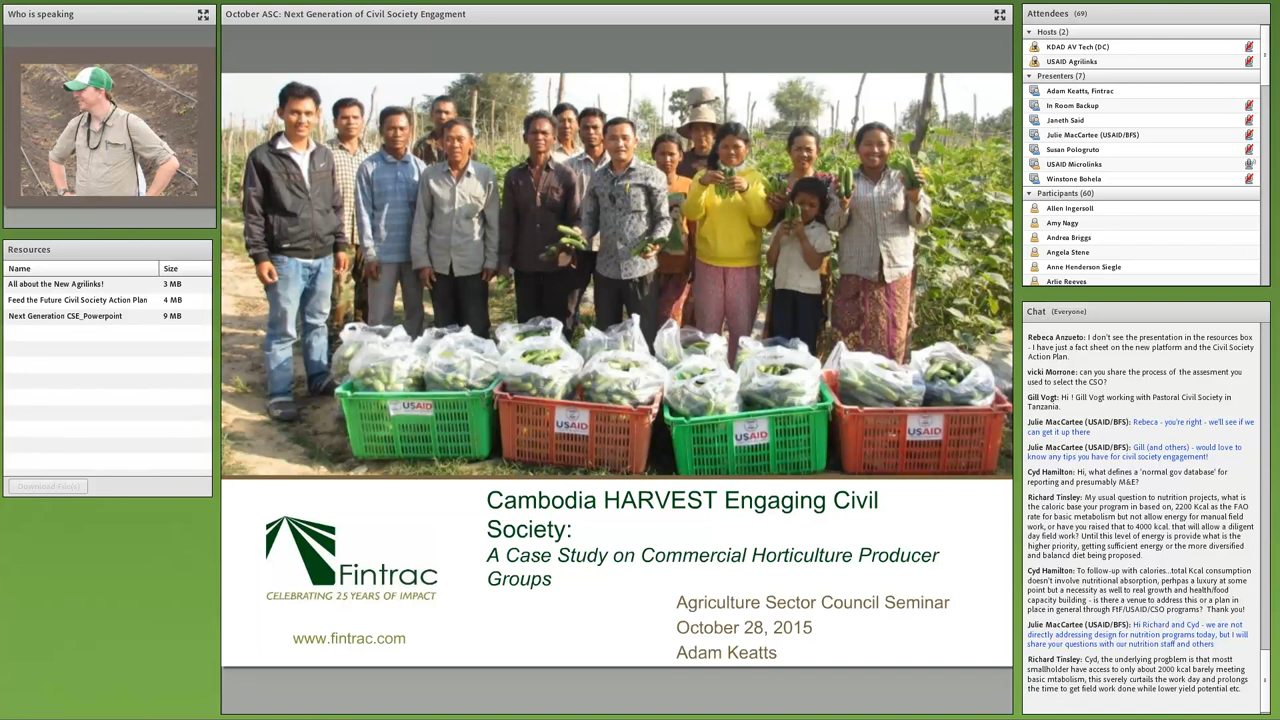 Who is speaking
Resources
Name Size
All about the New Agrilinks! 3 MB
Feed the Future Civil Society Action Plan 4 MB
Next Generation CSE_Powerpoint 9 MB
Download File(s)
October ASC: Next Generation of Civil Society Engagment
USAID
USAID
USAID
USAID
Cambodia HARVEST Engaging Civil
Society:
A Case Study on Commercial Horticulture Producer
Groups
Fintrac
CELEBRATING 25 YEARS OF IMPACT
www.fintrac.com
Agriculture Sector Council Seminar
October 28, 2015
Adam Keatts
Attendees (69)
Hosts (2)
KDAD AV Tech (DC)
USAID Agrilinks
Presenters (7)
Adam Keatts, Fintrac
In Room Backup
Janeth Said
Julie MacCartee (USAID/BFS)
Susan Pologruto
USAID Microlinks
Winstone Bohela
Participants (60)
Allen Ingersoll
Amy Nagy
Andrea Briggs
Angela Stene
Anne Henderson Siegle
Arlie Reeves
Chat (Everyone)
Rebeca Anzueto: I don't see the presentation in the resources box
- I have just a fact sheet on the new platform and the Civil Society
Action Plan.
vicki Morrone: can you share the process of the assesment you
used to select the CSO?
Gill Vogt: Hi ! Gill Vogt working with Pastoral Civil Society in
Tanzania.
Julie MacCartee (USAID/BFS): Rebeca - you're right - we'll see if we
can get it up there
Julie MacCartee (USAID/BFS): Gill (and others) - would love to
know any tips you have for civil society engagement!
Cyd Hamilton: Hi, what defines a 'normal gov database' for
reporting and presumably M&E?
Richard Tinsley: My usual question to nutrition projects, what is
the caloric base your program in based on, 2200 Kcal as the FAO
rate for basic metabolism but not allow energy for manual field
work, or have you raised that to 4000 kcal. that will allow a diligent
day field work? Until this level of energy is provide what is the
higher priority, getting sufficient energy or the more diversified
and balancd diet being proposed.
Cyd Hamilton: To follow-up with calories...total Kcal consumption
doesn't involve nutritional absorption, perhpas a luxury at some
point but a necessity as well to real growth and health/food
capacity building - is there a venue to address this or a plan in
place in general through FtF/USAID/CSO programs? Thank you!
Julie MacCartee (USAID/BFS): Hi Richard and Cyd - we are not
directly addressing design for nutrition programs today, but I will
share your questions with our nutrition staff and others
Richard Tinsley: Cyd, the underlying progblem is that mostt
smallholder have access to only about 2000 kcal barely meeting
basic mtabolism, this sverely curtails the work day and prolongs
the time to get field work done while lower yield potential etc.